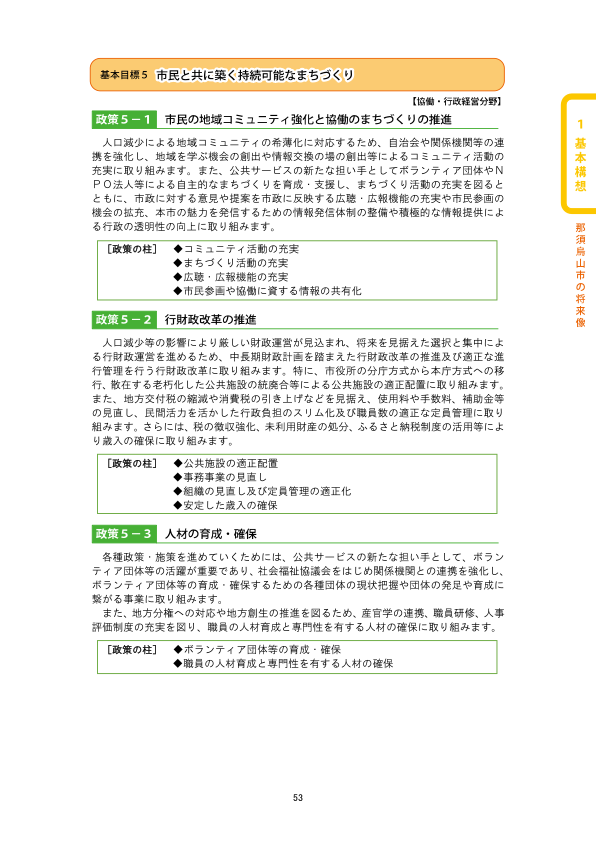 基本目標5 市民と共に築く持続可能なまちづくり
【協働・行政経営分野】
政策5－1 市民の地域コミュニティ強化と協働のまちづくりの推進
人口減少による地域コミュニティの希薄化に対応するため、自治会や関係機関等の連
携を強化し、地域を学ぶ機会の創出や情報交換の場の創出等によるコミュニティ活動の
充実に取り組みます。また、公共サービスの新たな担い手としてボランティア団体やＮ
ＰＯ法人等による自主的なまちづくりを育成・支援し、まちづくり活動の充実を図ると
ともに、市政に対する意見や提案を市政に反映する広聴・広報機能の充実や市民参画の
機会の拡充、本市の魅力を発信するための情報発信体制の整備や積極的な情報提供によ
る行政の透明性の向上に取り組みます。
［政策の柱］ ◆コミュニティ活動の充実
◆まちづくり活動の充実
◆広聴・広報機能の充実
◆市民参画や協働に資する情報の共有化
政策5－2 行財政改革の推進
人口減少等の影響により厳しい財政運営が見込まれ、将来を見据えた選択と集中によ
る行財政運営を進めるため、中長期財政計画を踏まえた行財政改革の推進及び適正な進
行管理を行う行財政改革に取り組みます。特に、市役所の分庁方式から本庁方式への移
行、散在する老朽化した公共施設の統廃合等による公共施設の適正配置に取り組みます。
また、地方交付税の縮減や消費税の引き上げなどを見据え、使用料や手数料、補助金等
の見直し、民間活力を活かした行政負担のスリム化及び職員数の適正な定員管理に取り
組みます。さらには、税の徴収強化、未利用財産の処分、ふるさと納税制度の活用等によ
り歳入の確保に取り組みます。
［政策の柱］ ◆公共施設の適正配置
◆事務事業の見直し
◆組織の見直し及び定員管理の適正化
◆安定した歳入の確保
政策5－3 人材の育成・確保
各種政策・施策を進めていくためには、公共サービスの新たな担い手として、ボラン
ティア団体等の活躍が重要であり、社会福祉協議会をはじめ関係機関との連携を強化し、
ボランティア団体等の育成・確保するための各種団体の現状把握や団体の発足や育成に
繋がる事業に取り組みます。
また、地方分権への対応や地方創生の推進を図るため、産官学の連携、職員研修、人事
評価制度の充実を図り、職員の人材育成と専門性を有する人材の確保に取り組みます。
［政策の柱］ ◆ボランティア団体等の育成・確保
◆職員の人材育成と専門性を有する人材の確保
1 基本構想
那須烏山市の将来像
53